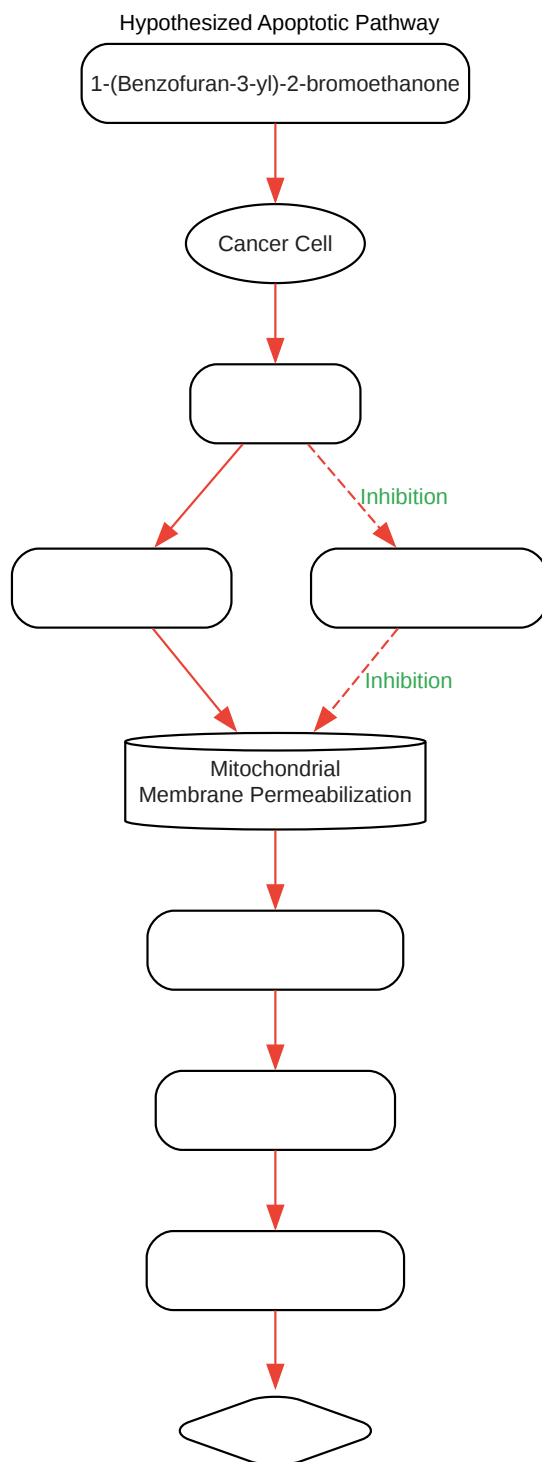 Hypothesized Apoptotic Pathway
1-(Benzofuran-3-yl)-2-bromoethanone
Cancer Cell
Inhibition
Inhibition
Mitochondrial
Membrane Permeabilization